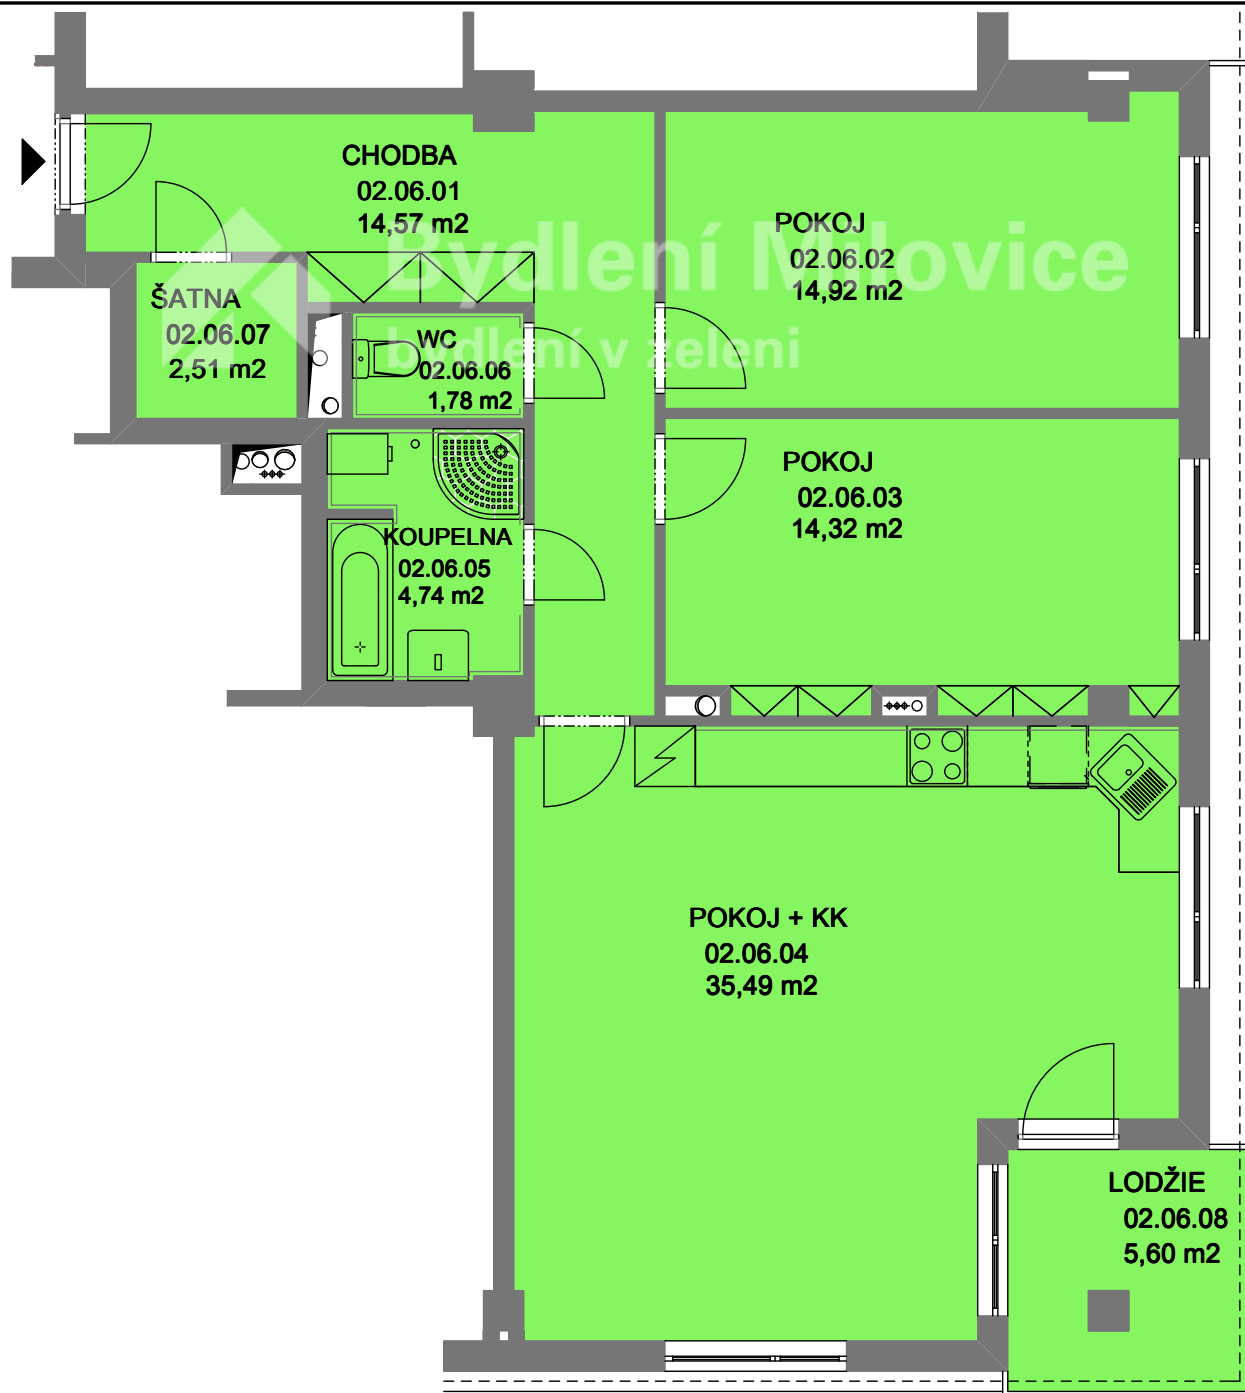 CHODBA
02.06.01
14,57 m2
POKOJ
02.06.02
14,92 m2
Bydlení Milovice
bydlení v zeleni
ŠATNA
02.06.07
2,51 m2
WC
02.06.06
1,78 m2
POKOJ
02.06.03
14,32 m2
KOUPELNA
02.06.05
4,74 m2
POKOJ + KK
02.06.04
35,49 m2
LODŽIE
02.06.08
5,60 m2